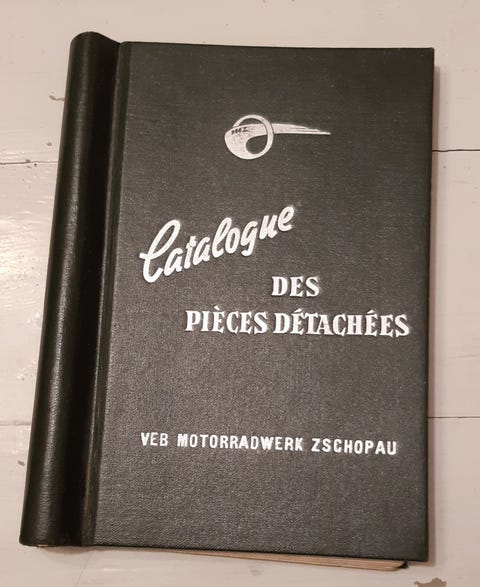 MZ
Catalogue
DES
PIÈCES DÉTACHÉES
VEB MOTORRADWERK ZSCHOPAU